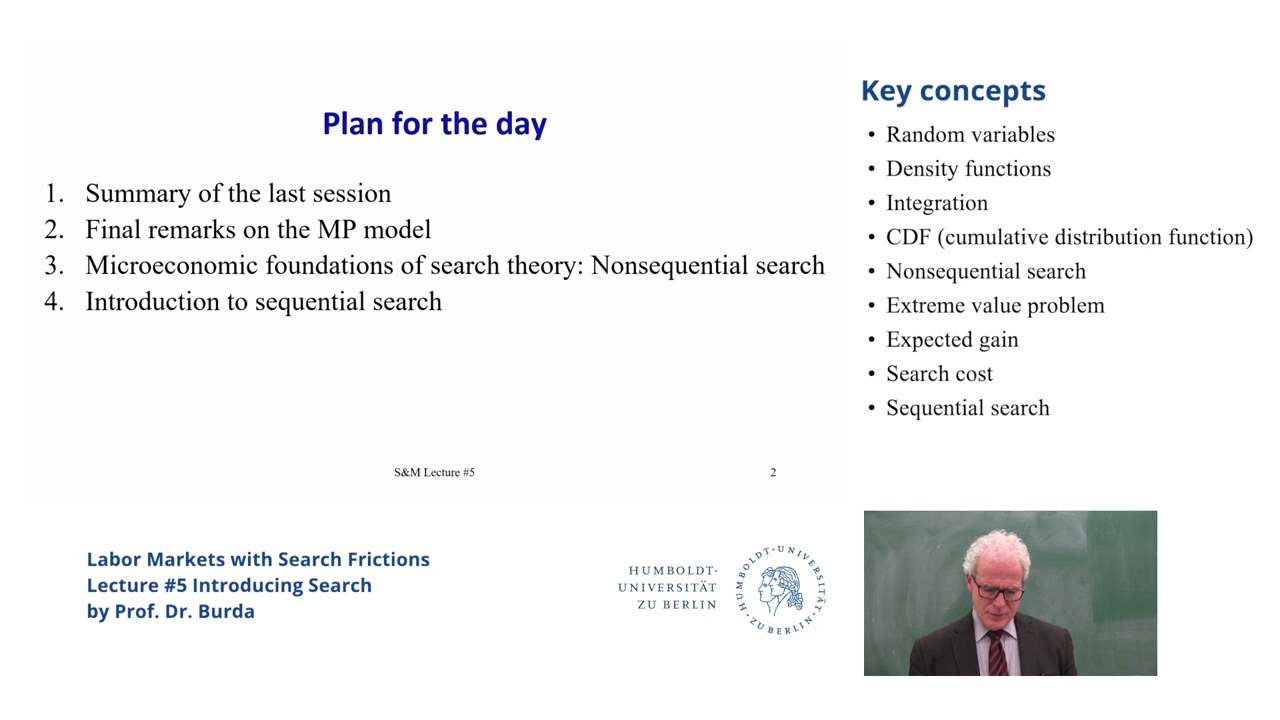 Plan for the day
1. Summary of the last session
2. Final remarks on the MP model
3. Microeconomic foundations of search theory: Nonsequential search
4. Introduction to sequential search
S&M Lecture #5
2
Key concepts
• Random variables
• Density functions
• Integration
• CDF (cumulative distribution function)
• Nonsequential search
• Extreme value problem
• Expected gain
• Search cost
• Sequential search
Labor Markets with Search Frictions
Lecture #5 Introducing Search
by Prof. Dr. Burda
HUMBOLDT-
UNIVERSITÄT
ZU BERLIN
HUMBOLDT-UNIVERSITÄT
ZU BERLIN